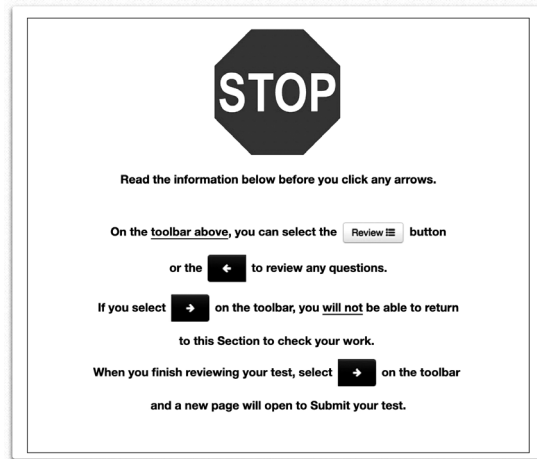 STOP
Read the information below before you click any arrows.
On the toolbar above, you can select the Review button
or the to review any questions.
If you select on the toolbar, you will not be able to return
to this Section to check your work.
When you finish reviewing your test, select on the toolbar
and a new page will open to Submit your test.